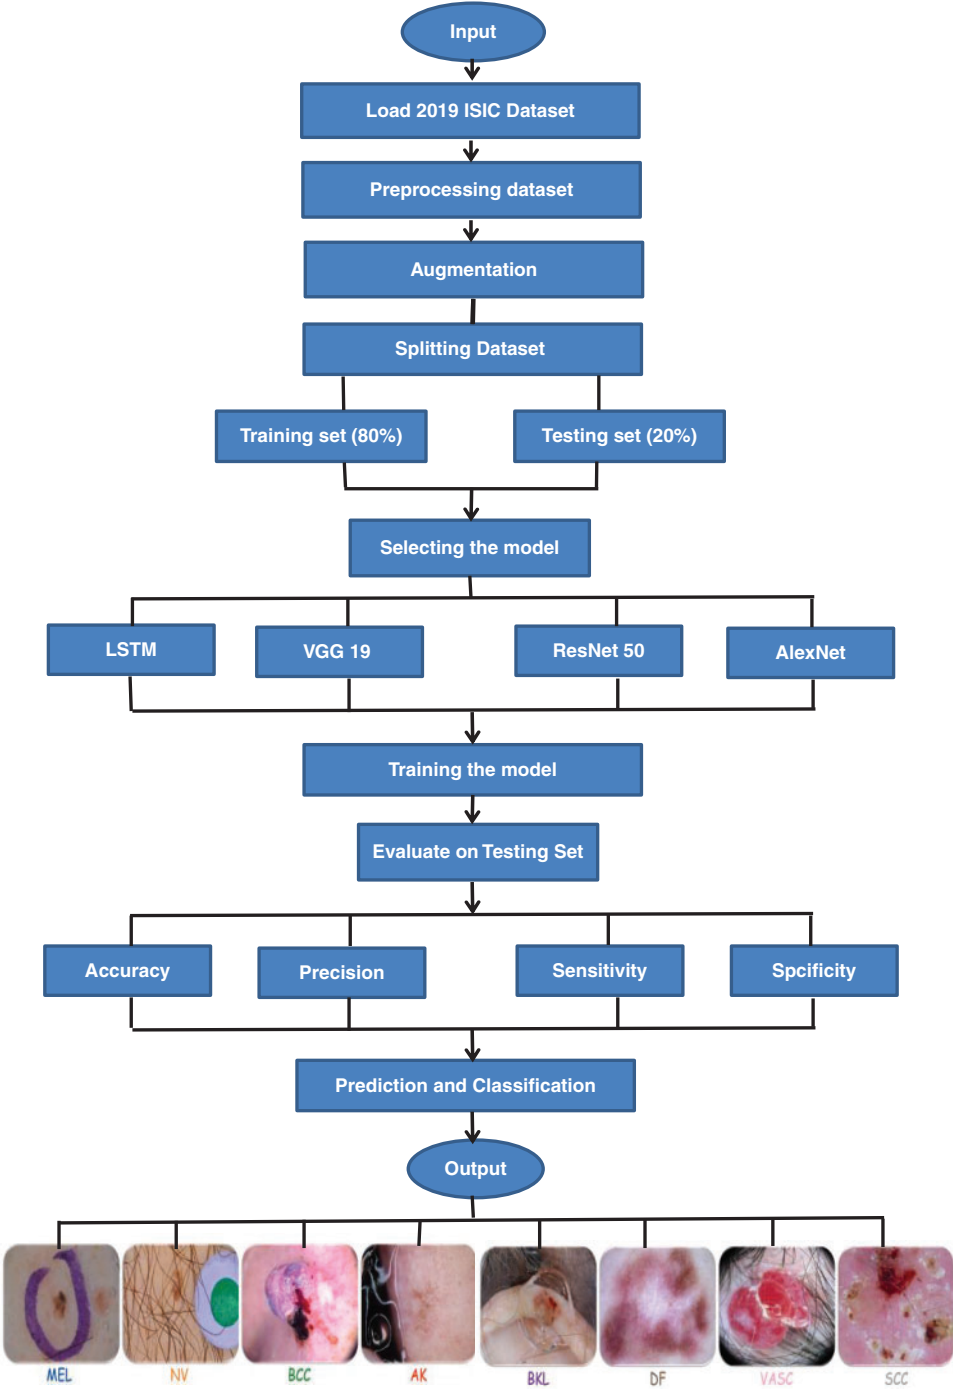 Input
Load 2019 ISIC Dataset
Preprocessing dataset
Augmentation
Splitting Dataset
Training set (80%)
Testing set (20%)
Selecting the model
LSTM
VGG 19
ResNet 50
AlexNet
Training the model
Evaluate on Testing Set
Accuracy
Precision
Sensitivity
Spcificity
Prediction and Classification
Output
MEL
NV
BCC
AK
BKL
DF
VASC
SCC